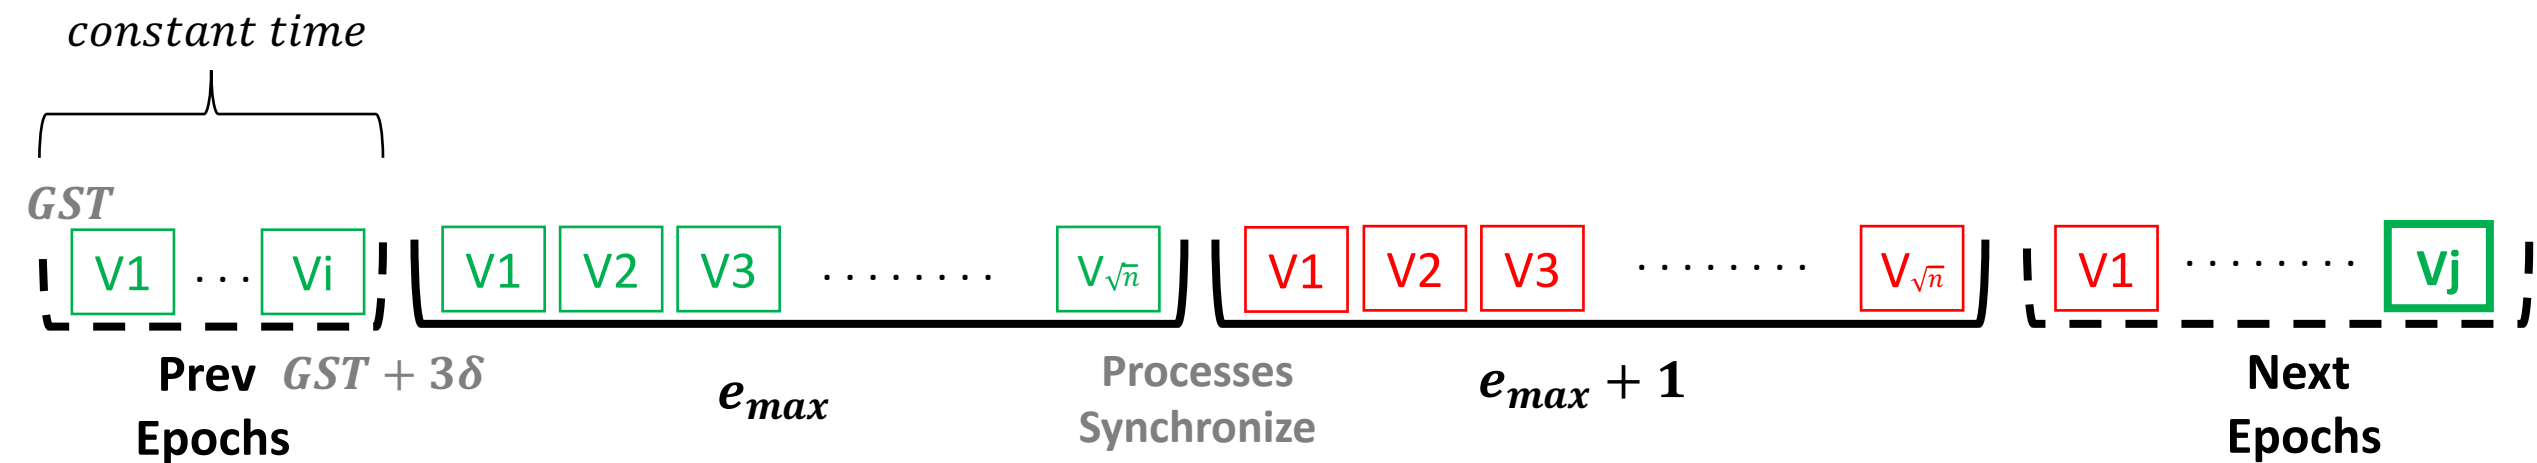 constant time
GST
V1 ··· Vi V1 V2 V3 ········ V√n V1 V2 V3 ········ V√n V1 ········ Vj
Prev Epochs
GST + 3δ
e_max
Processes
Synchronize
e_max + 1
Next
Epochs